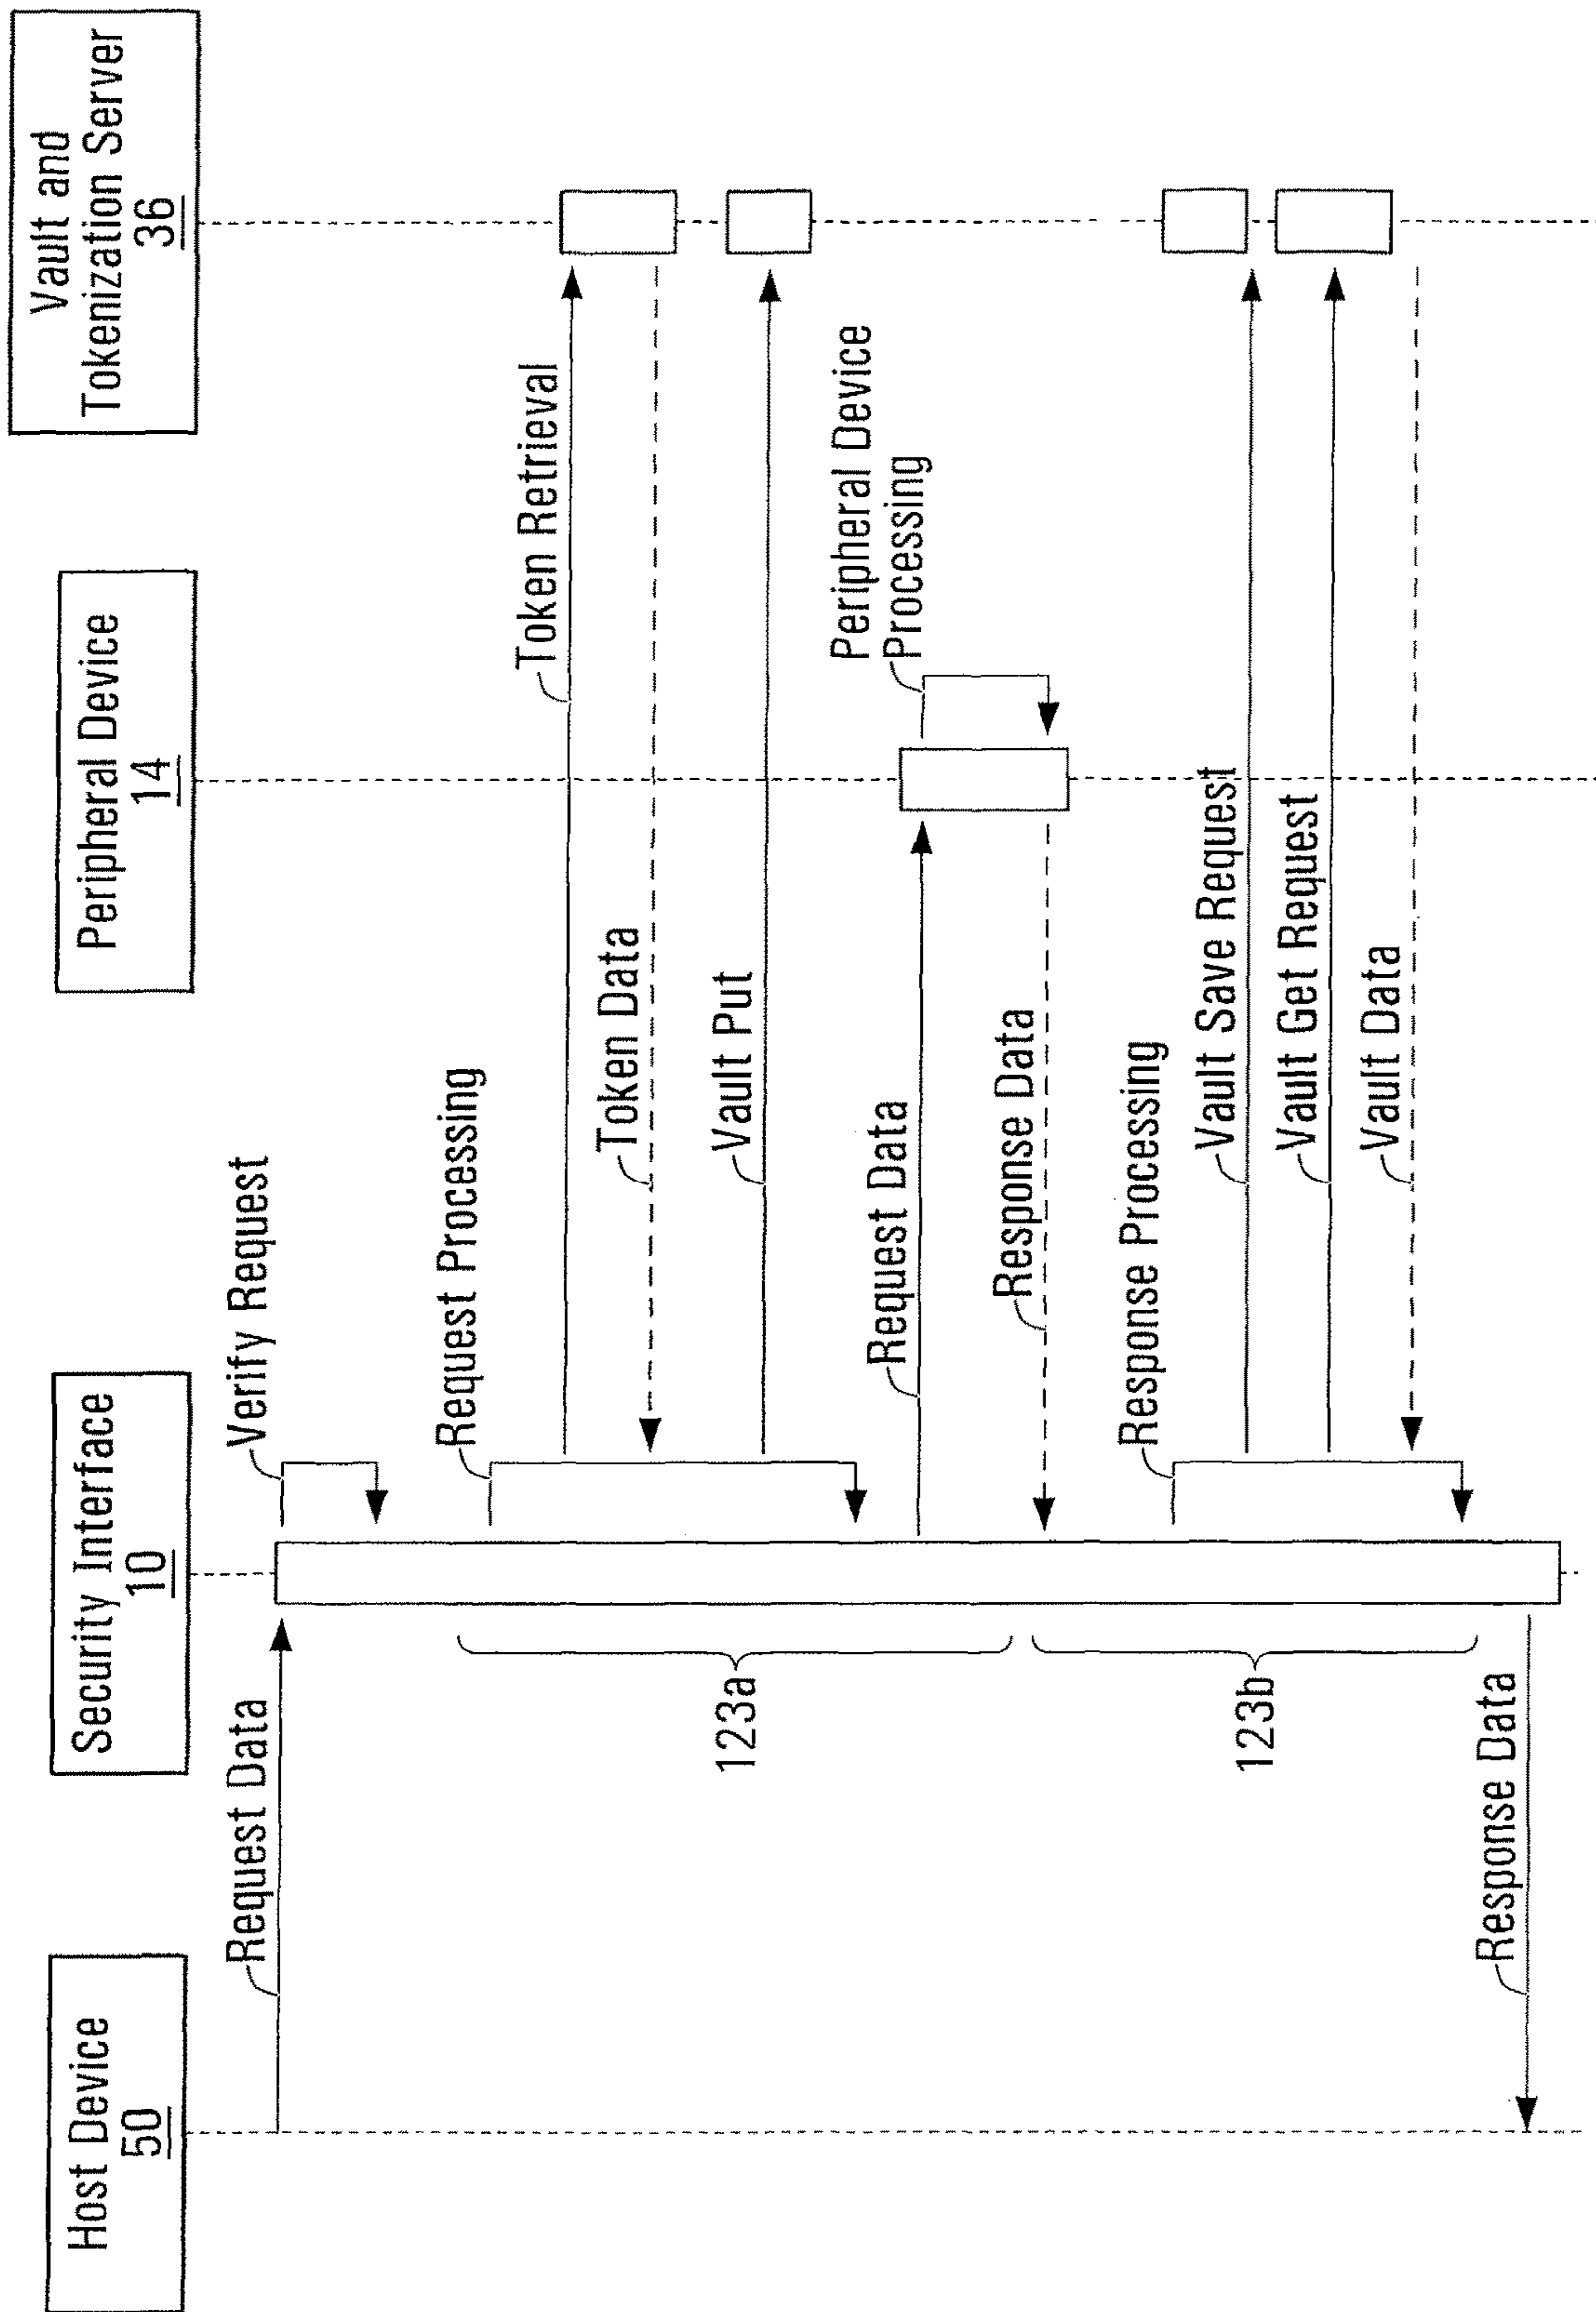 Host Device
50
Security Interface
10
Peripheral Device
14
Vault and
Tokenization Server
36
Request Data
Verify Request
Request Processing
Token Retrieval
Token Data
Vault Put
123a
Request Data
Peripheral Device
Processing
Response Data
Response Processing
Vault Save Request
Vault Get Request
Vault Data
123b
Response Data